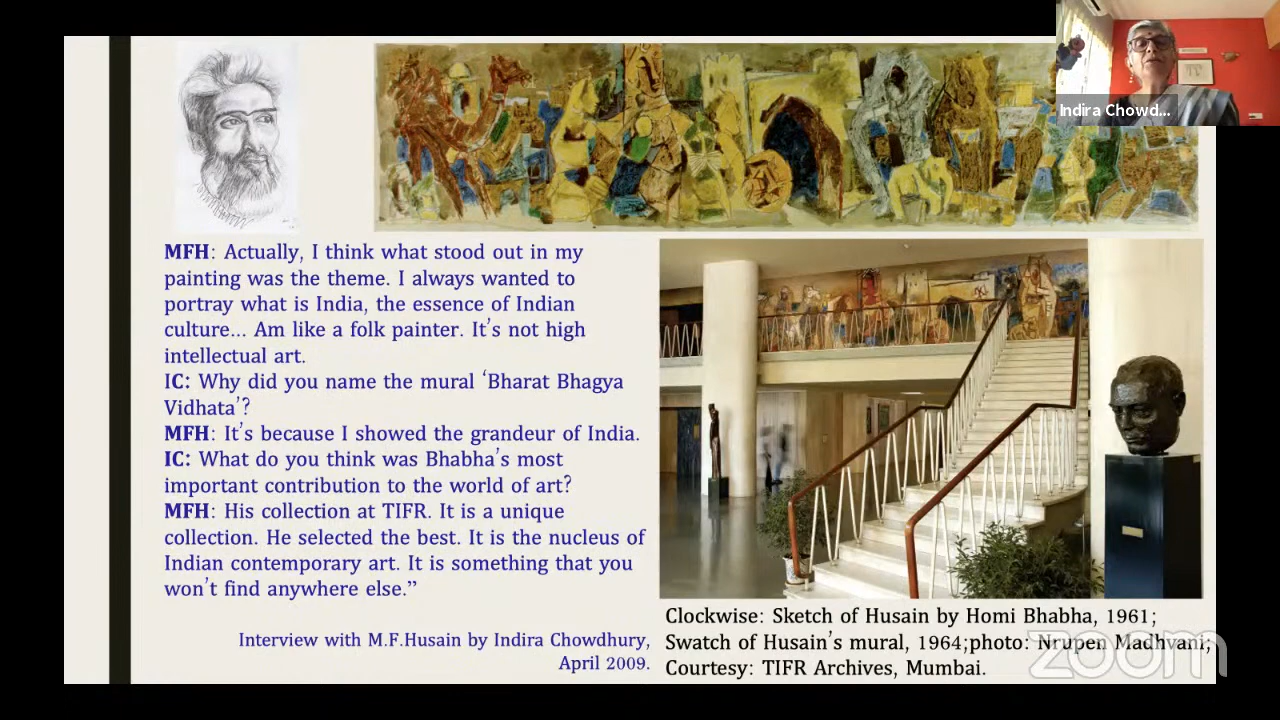 Indira Chowd...
MFH: Actually, I think what stood out in my
painting was the theme. I always wanted to
portray what is India, the essence of Indian
culture... Am like a folk painter. It's not high
intellectual art.
IC: Why did you name the mural 'Bharat Bhagya
Vidhata'?
MFH: It's because I showed the grandeur of India.
IC: What do you think was Bhabha's most
important contribution to the world of art?
MFH: His collection at TIFR. It is a unique
collection. He selected the best. It is the nucleus of
Indian contemporary art. It is something that you
won't find anywhere else.”
Interview with M.F.Husain by Indira Chowdhury,
April 2009.
Clockwise: Sketch of Husain by Homi Bhabha, 1961;
Swatch of Husain's mural, 1964;photo: Nrupen Madhvani;
Courtesy: TIFR Archives, Mumbai.
zoom